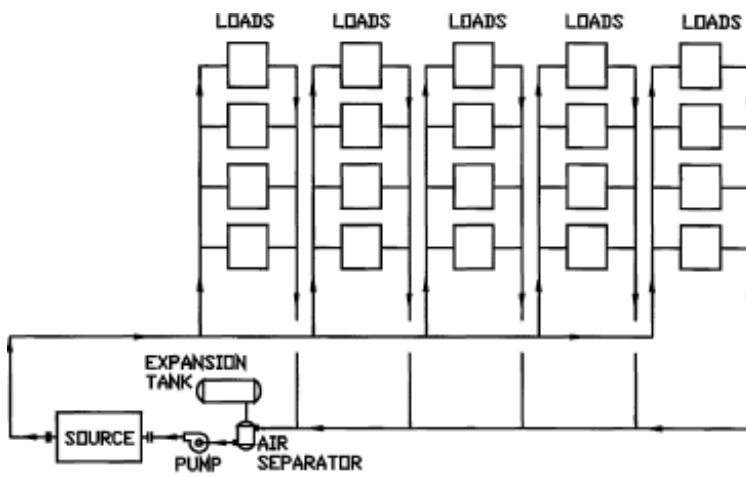 LOADS LOADS LOADS LOADS LOADS
EXPANSION
TANK
SOURCE
PUMP
AIR
SEPARATOR